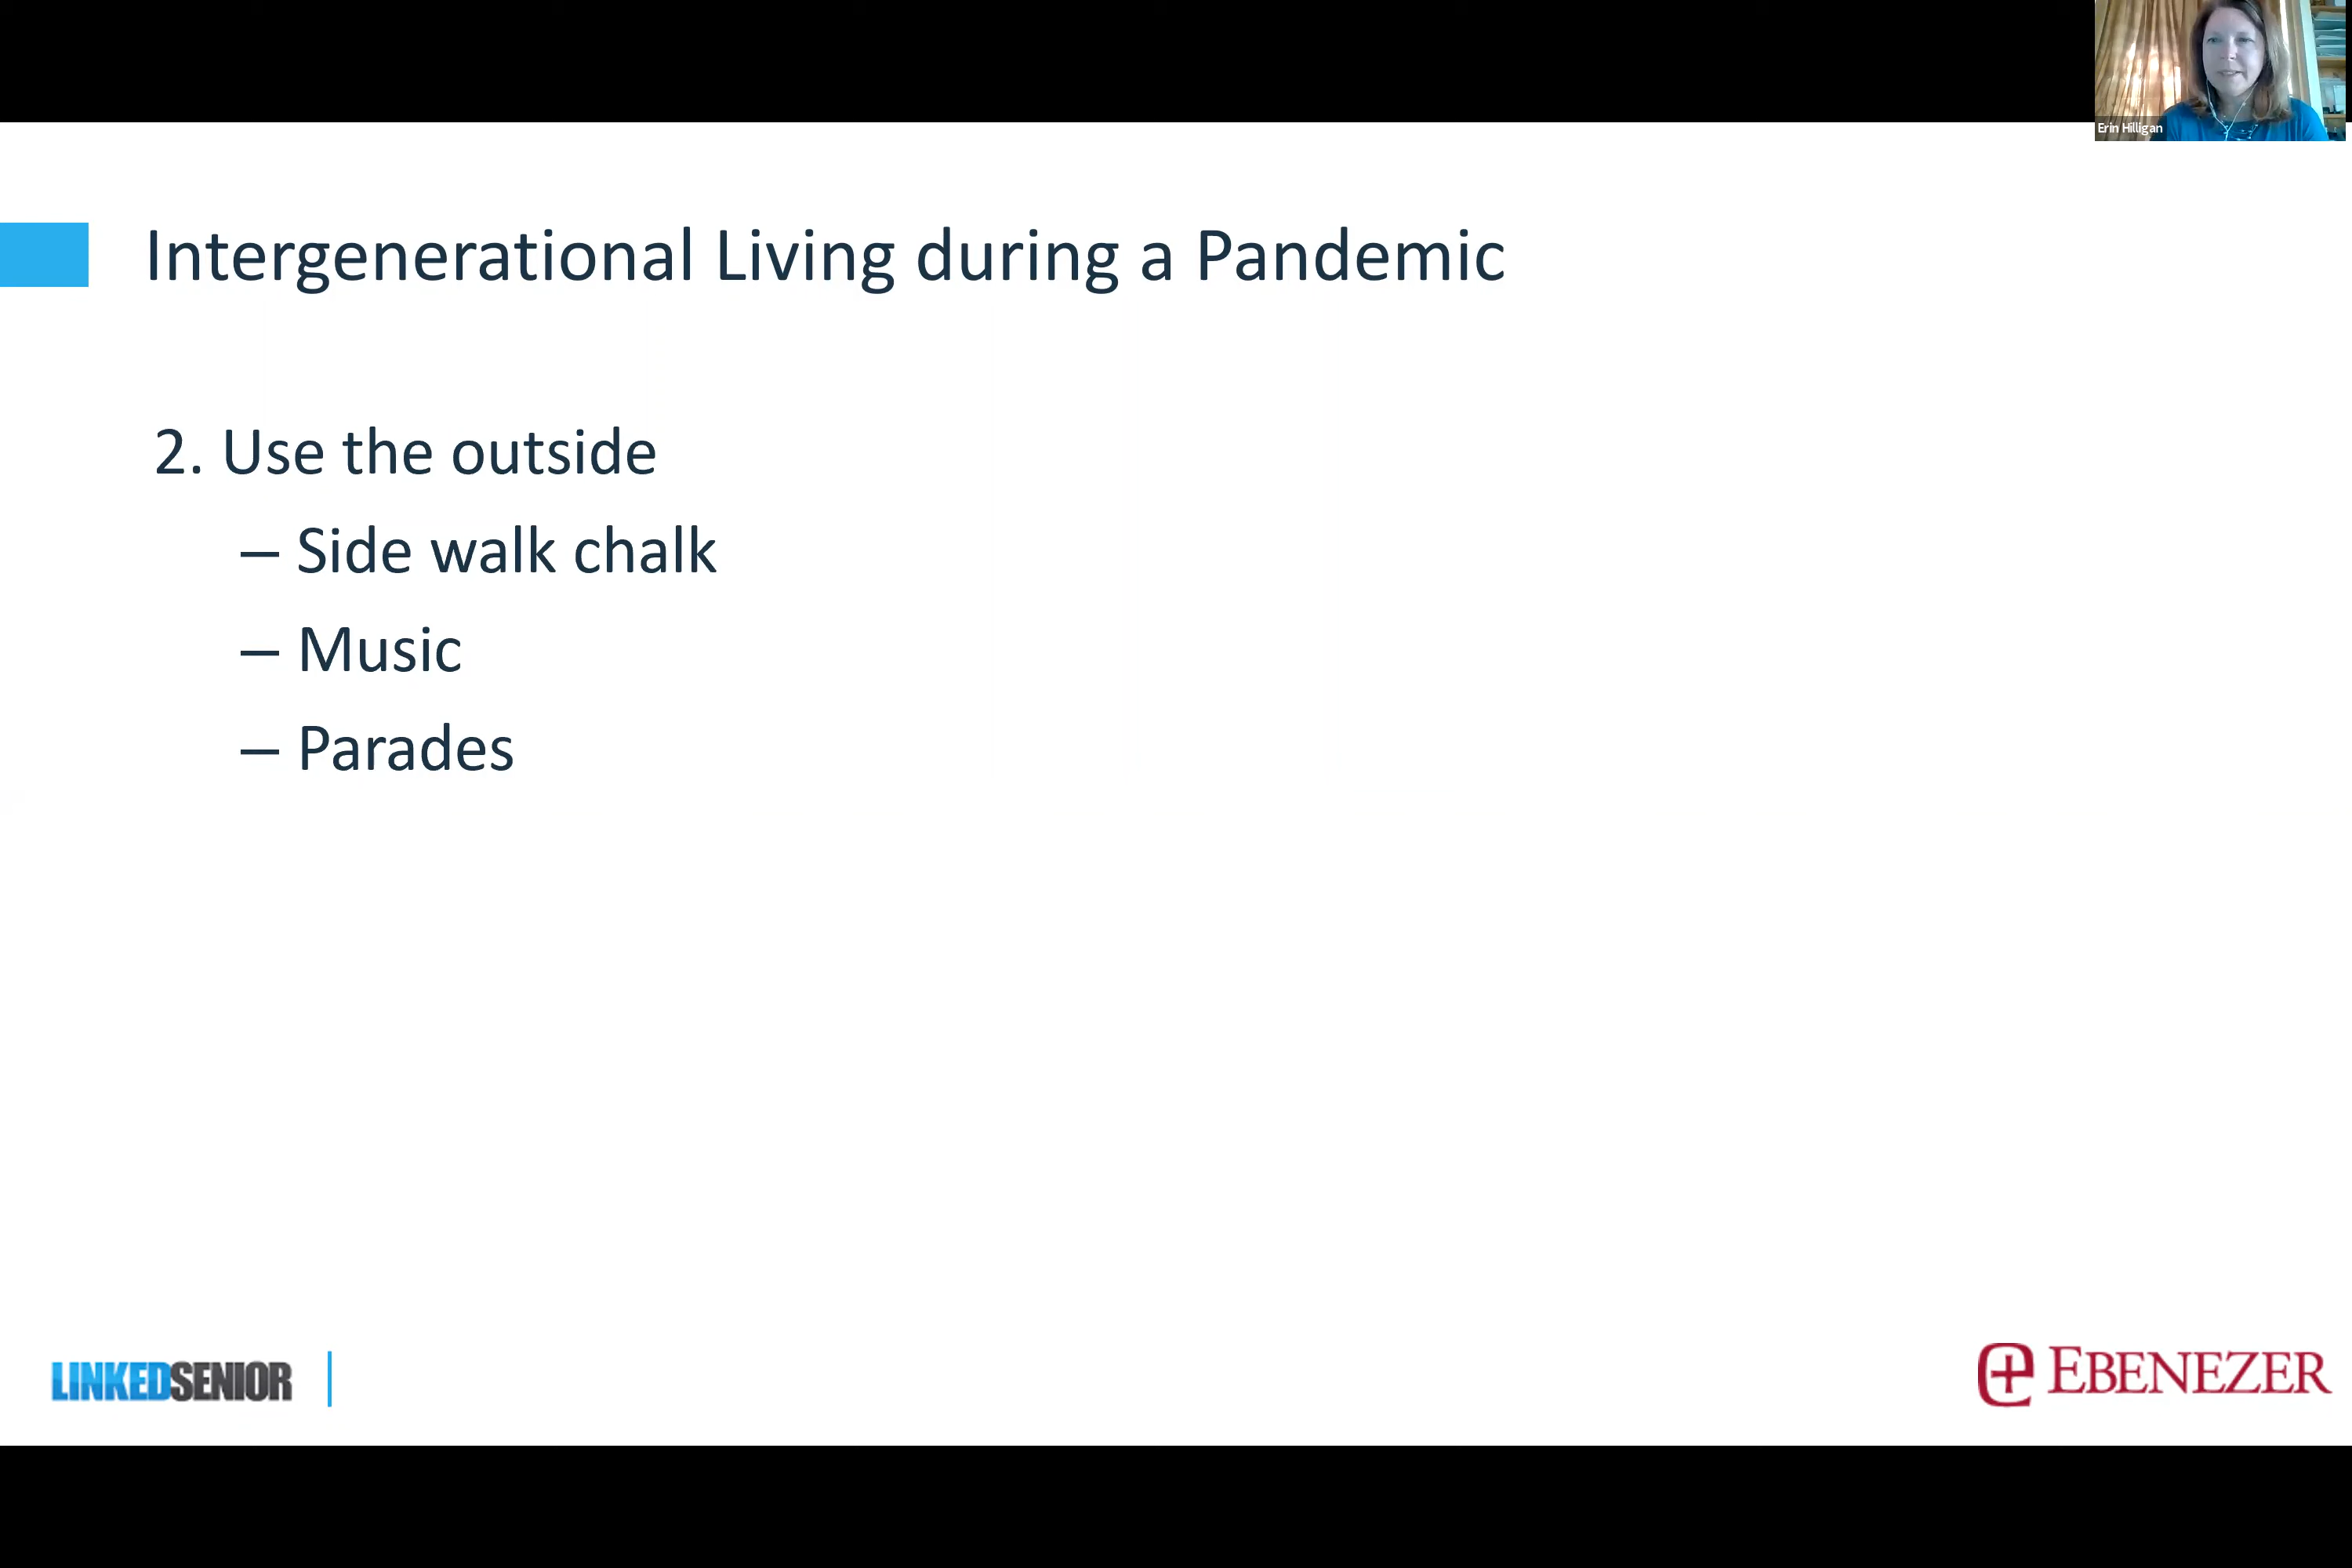 Erin Hilligan
Intergenerational Living during a Pandemic
2. Use the outside
– Side walk chalk
– Music
– Parades
LINKEDSENIOR
EBENEZER